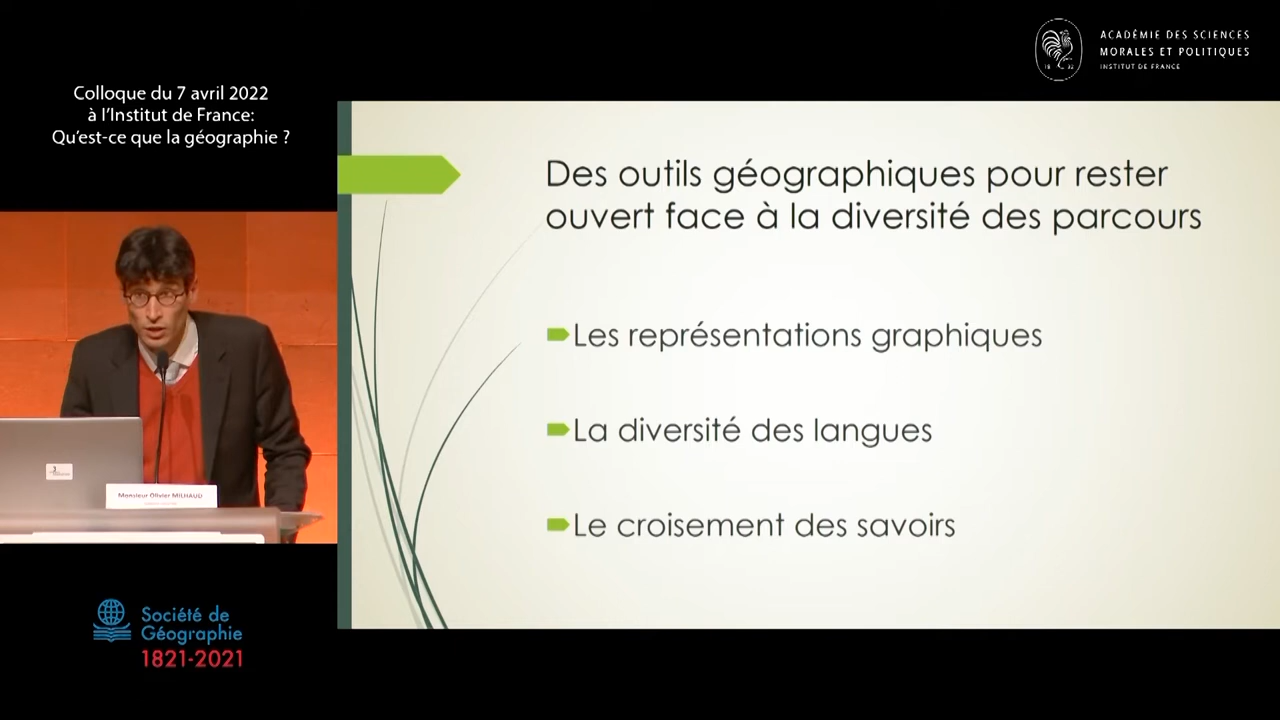 ACADÉMIE DES SCIENCES
MORALES ET POLITIQUES
INSTITUT DE FRANCE
18 32
Colloque du 7 avril 2022
à l'Institut de France:
Qu'est-ce que la géographie ?
Des outils géographiques pour rester
ouvert face à la diversité des parcours
Les représentations graphiques
La diversité des langues
Le croisement des savoirs
Monsieur Olivier MILHAUD
Société de
Géographie
1821-2021